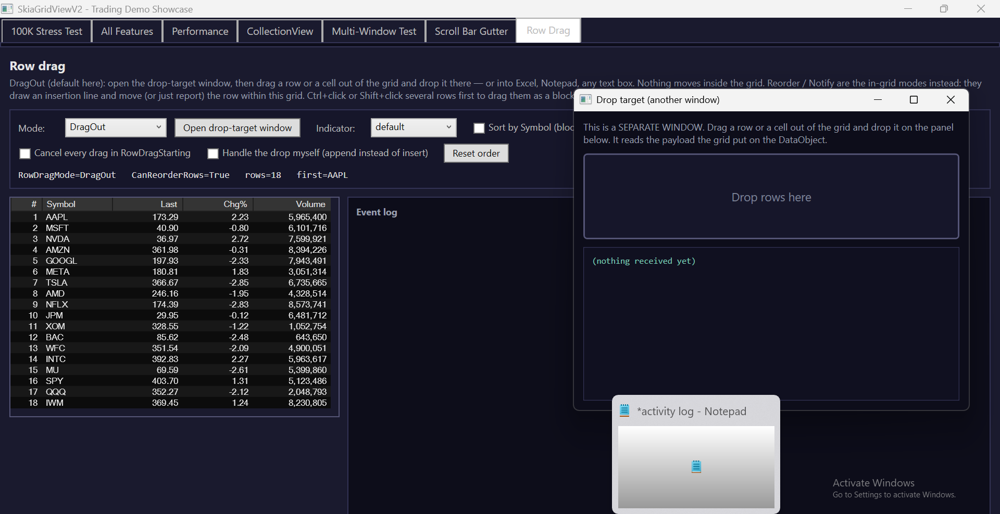 SkiaGridViewV2 - Trading Demo Showcase
100K Stress Test All Features Performance CollectionView Multi-Window Test Scroll Bar Gutter Row Drag
Row drag
DragOut (default here): open the drop-target window, then drag a row or a cell out of the grid and drop it there — or into Excel, Notepad, any text box. Nothing moves inside the grid. Reorder / Notify are the in-grid modes instead: they
draw an insertion line and move (or just report) the row within this grid. Ctrl+click or Shift+click several rows first to drag them as a block
Mode: DragOut Open drop-target window Indicator: default Sort by Symbol (bloc
Cancel every drag in RowDragStarting Handle the drop myself (append instead of insert) Reset order
RowDragMode=DragOut CanReorderRows=True rows=18 first=AAPL
# Symbol Last Chg% Volume
1 AAPL 173.29 2.23 5,965,400
2 MSFT 40.90 -0.80 6,101,716
3 NVDA 36.97 2.72 7,599,921
4 AMZN 361.98 -0.31 8,394,226
5 GOOGL 197.93 -2.33 7,943,491
6 META 180.81 1.83 3,051,314
7 TSLA 366.67 -2.85 6,735,665
8 AMD 246.16 -1.95 4,328,514
9 NFLX 174.39 -2.83 8,573,741
10 JPM 29.95 -0.12 6,481,712
11 XOM 328.55 -1.22 1,052,754
12 BAC 85.62 -2.48 643,650
13 WFC 351.54 -2.09 4,900,051
14 INTC 392.83 2.27 5,963,617
15 MU 69.59 -2.61 5,399,860
16 SPY 403.70 1.31 5,123,486
17 QQQ 352.27 -2.12 2,048,793
18 IWM 369.45 1.24 8,230,805
Event log
Drop target (another window)
This is a SEPARATE WINDOW. Drag a row or a cell out of the grid and drop it on the panel
below. It reads the payload the grid put on the DataObject.
Drop rows here
(nothing received yet)
*activity log - Notepad
Activate Windows
Go to Settings to activate Windows.